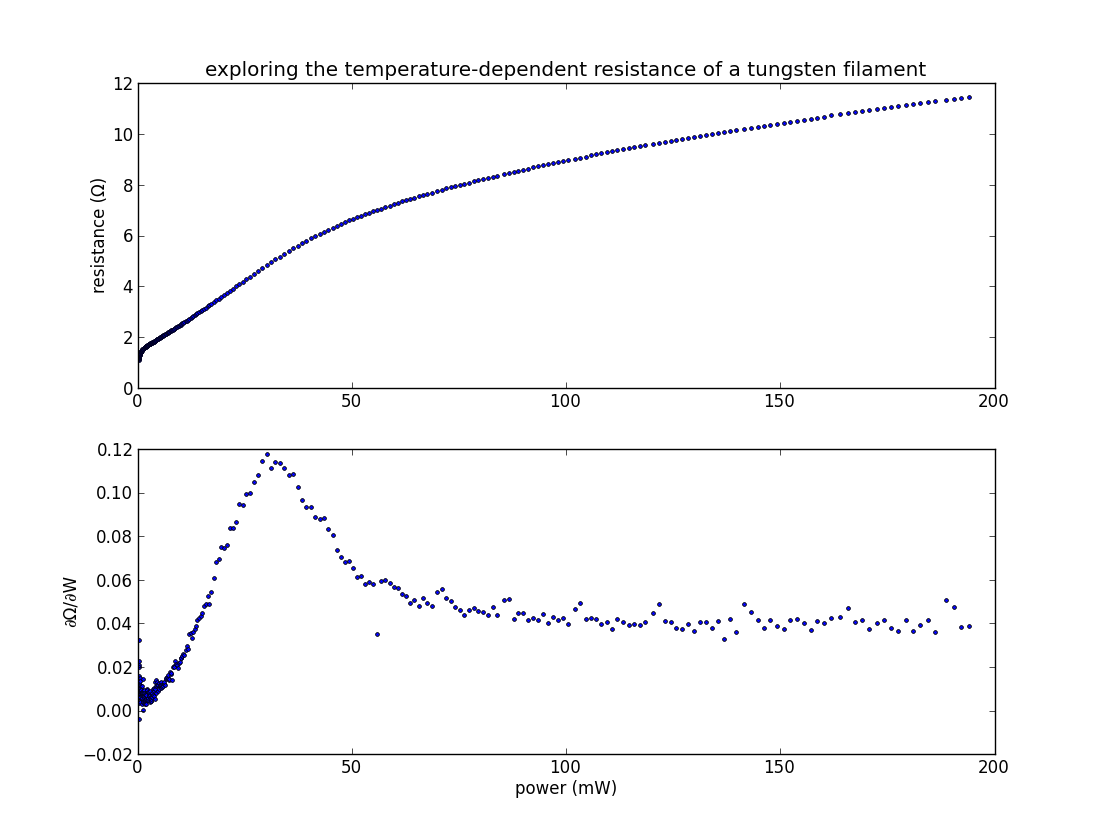 exploring the temperature-dependent resistance of a tungsten filament
12
10
8
6
4
2
0
resistance (Ω)
0 50 100 150 200
0.12
0.10
0.08
0.06
0.04
0.02
0.00
−0.02
∂Ω/∂W
0 50 100 150 200
power (mW)